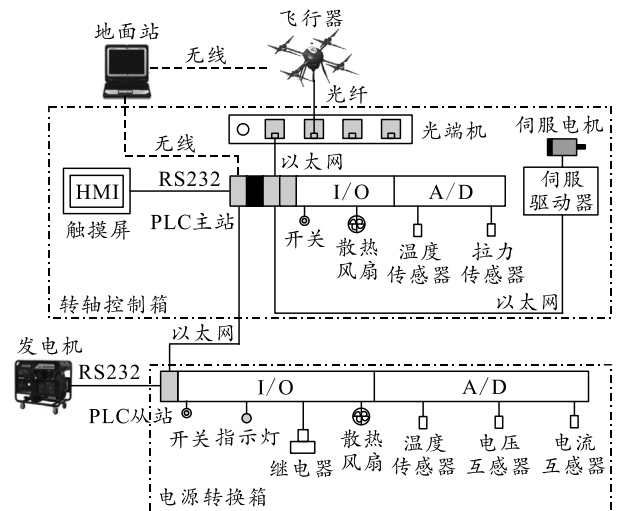 飞行器
地面站
无线
光纤
光端机
伺服电机
无线
以太网
HMI
RS232
I/O
A/D
伺服
驱动器
触摸屏
PLC主站
开关
散热
风扇
温度
传感器
拉力
传感器
转轴控制箱
以太网
以太网
发电机
RS232
I/O
A/D
PLC从站
开关
指示灯
继电器
散热
风扇
温度
传感器
电压
互感器
电流
互感器
电源转换箱